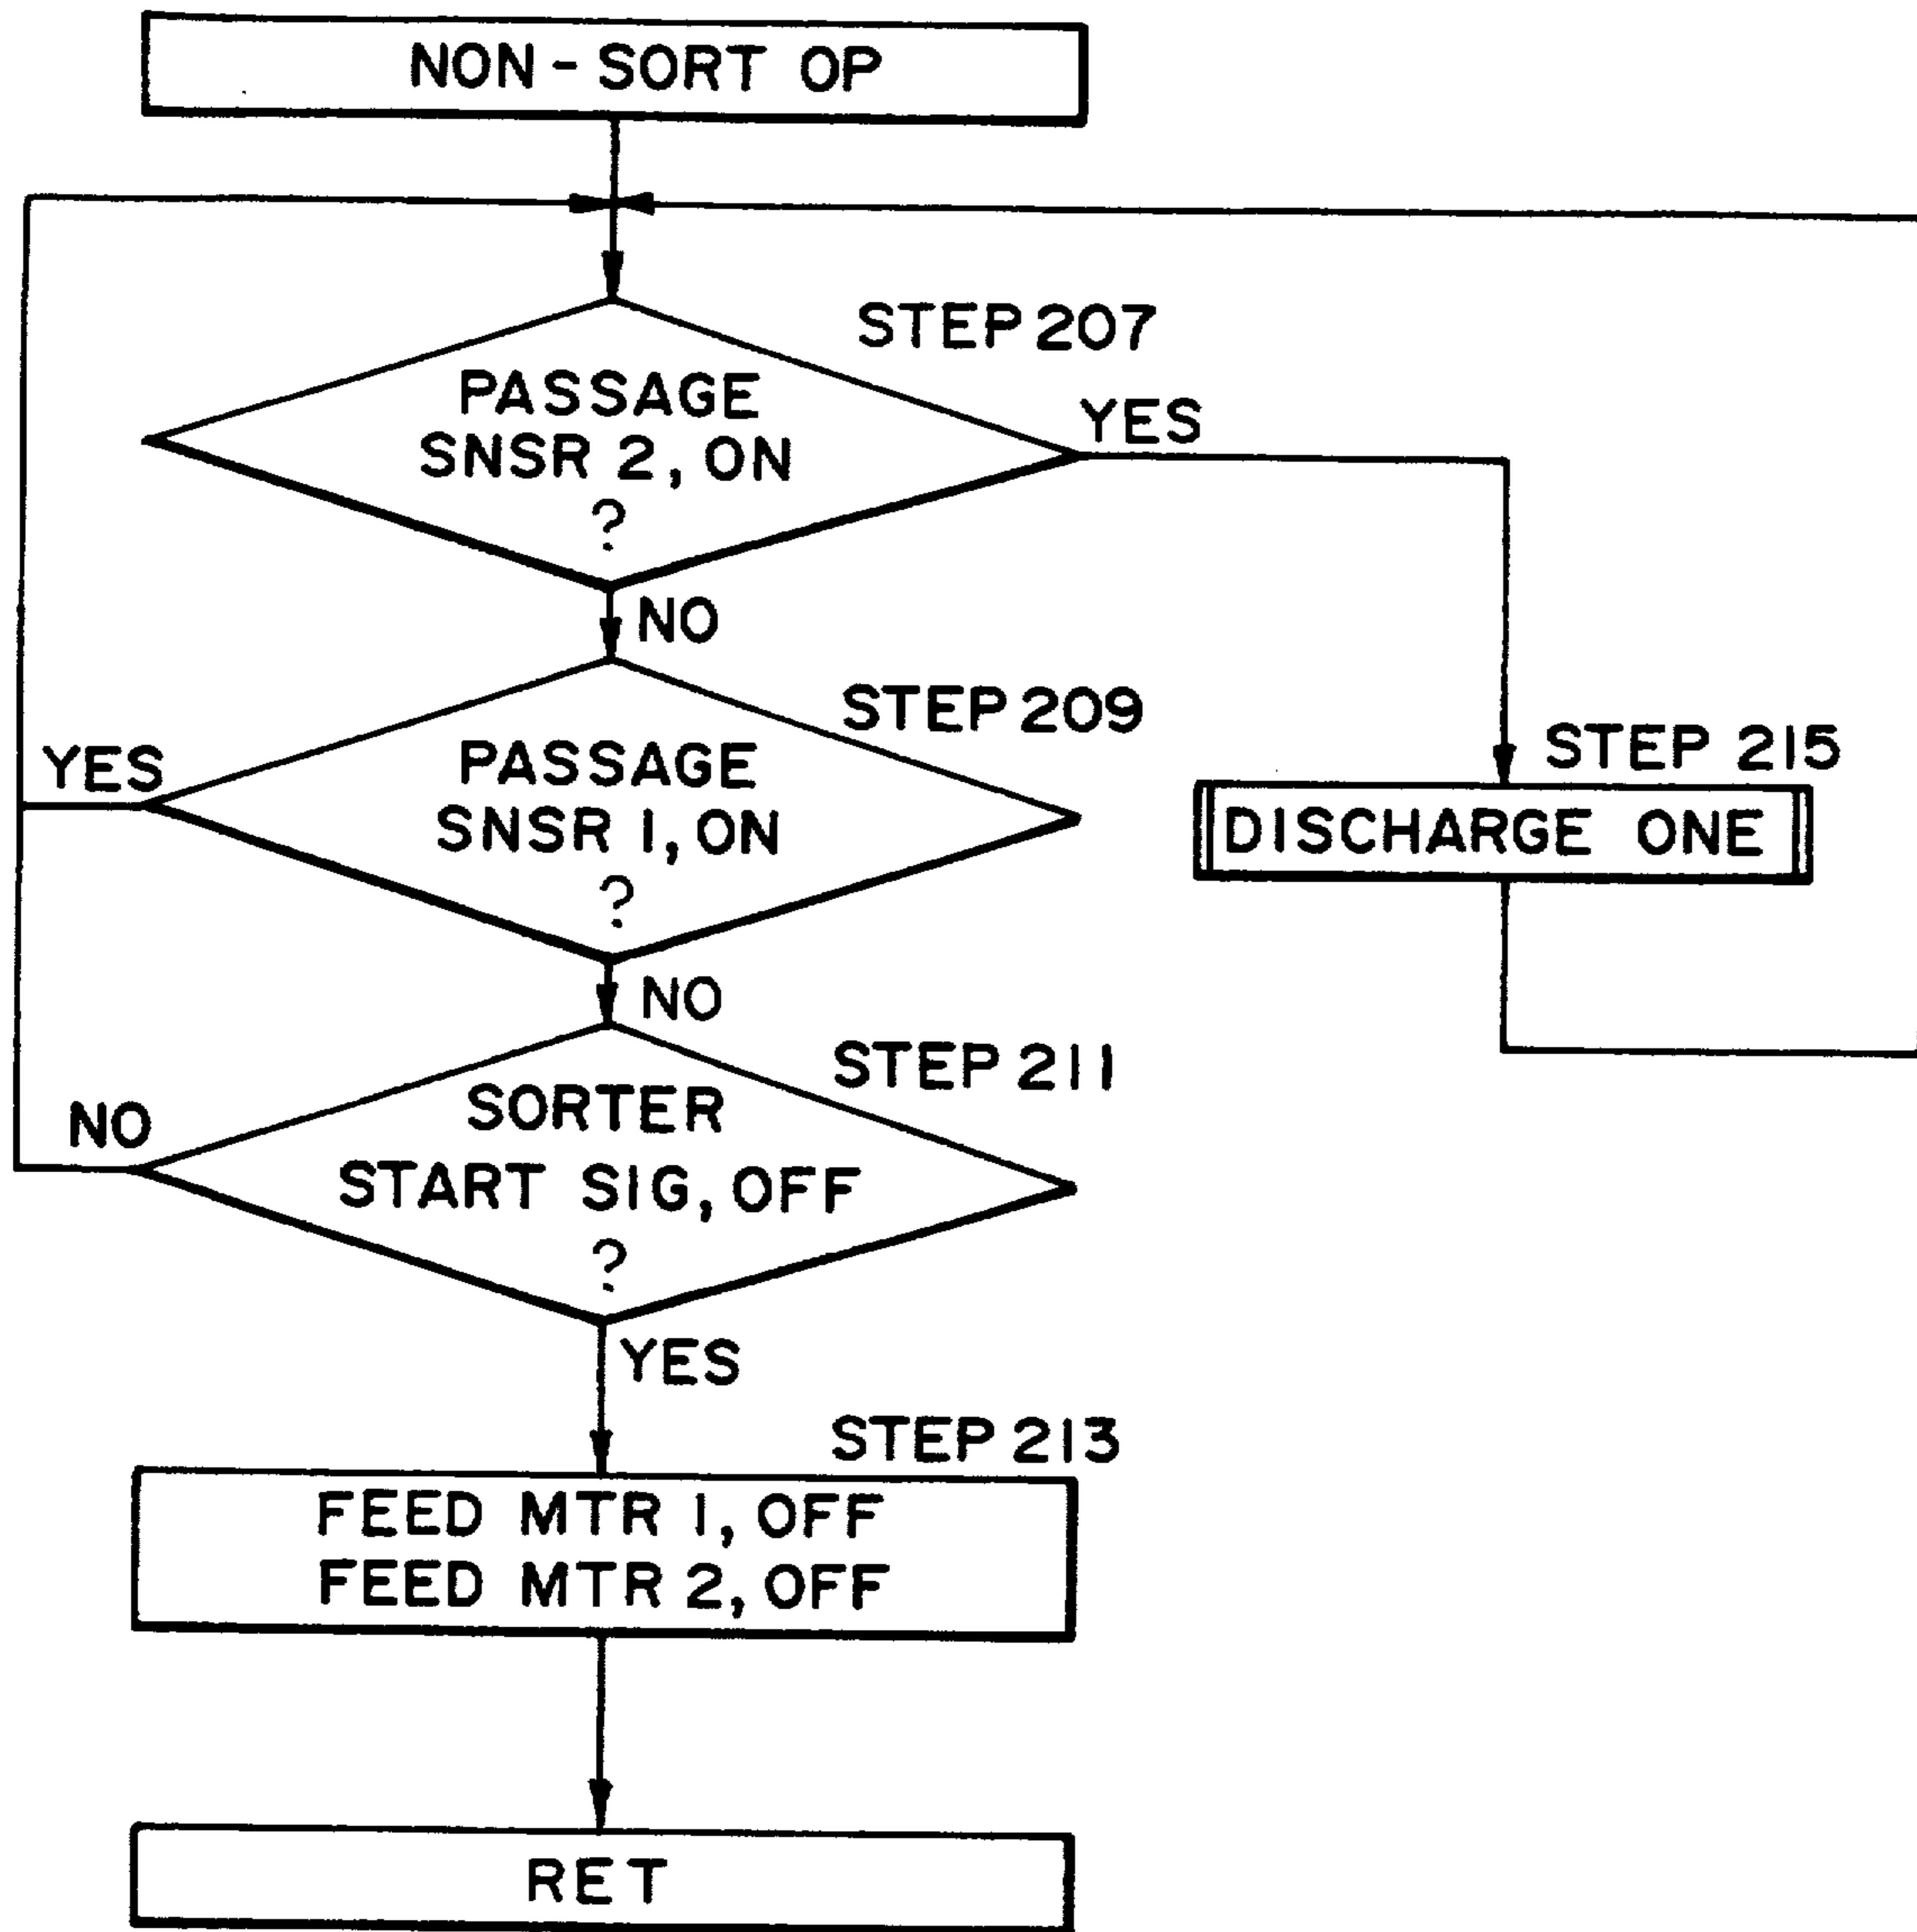 NON-SORT OP
STEP 207
PASSAGE
SNSR 2, ON
?
YES
NO
STEP 209
YES
PASSAGE
SNSR 1, ON
?
STEP 215
DISCHARGE ONE
NO
STEP 211
NO
SORTER
START SIG, OFF
?
YES
STEP 213
FEED MTR 1, OFF
FEED MTR 2, OFF
RET